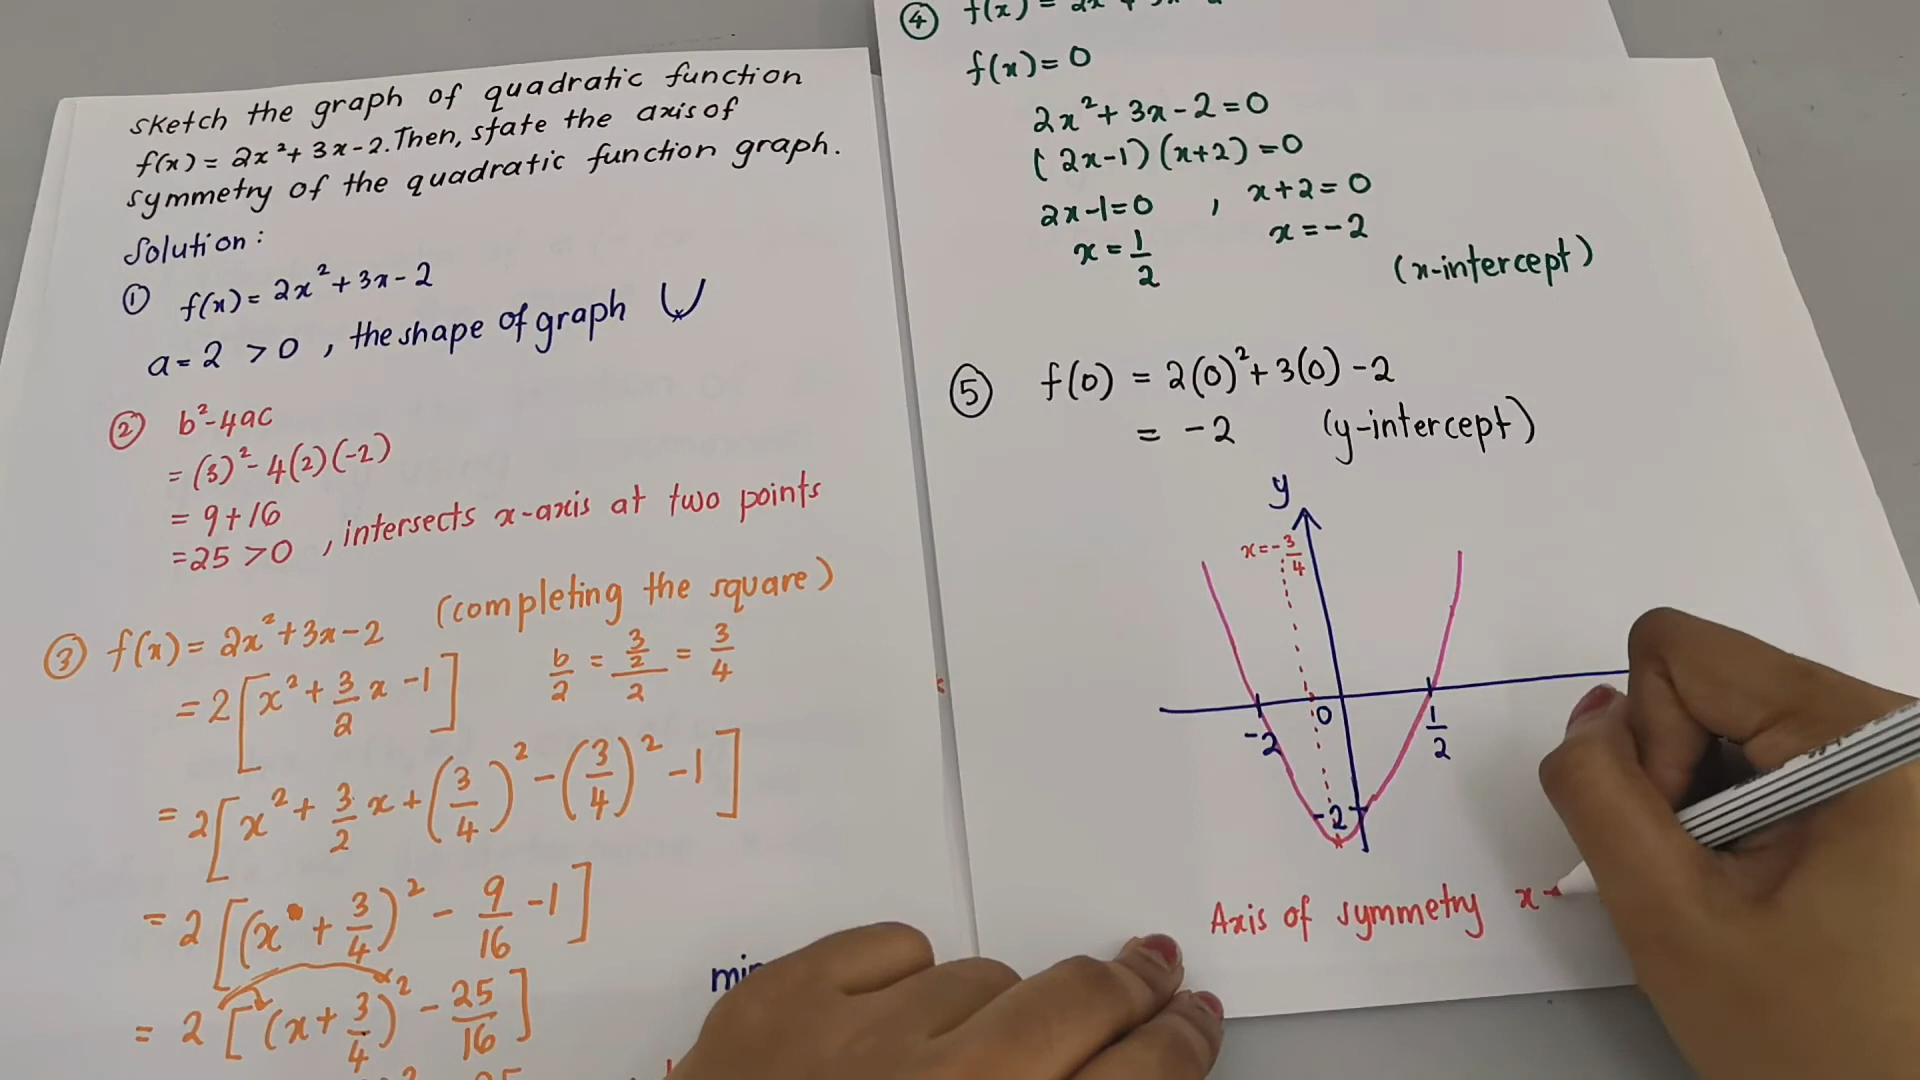 Sketch the graph of quadratic function
f(x) = 2x²+3x-2. Then, state the axis of
symmetry of the quadratic function graph.
Solution:
① f(x) = 2x²+3x-2
a = 2 > 0, the shape of graph
② b²-4ac
= (3)²-4(2)(-2)
= 9+16
=25 >0, intersects x-axis at two points
③ f(x) = 2x²+3x-2 (completing the square)
= 2[x²+3/2x-1] b/2 = 3/2/2 = 3/4
= 2[x²+3/2x+(3/4)²-(3/4)²-1]
= 2[(x+3/4)²-9/16-1]
= 2[(x+3/4)²-25/16]
④
f(x)=0
2x²+3x-2=0
(2x-1)(x+2)=0
2x-1=0, x+2=0
x=1/2 x=-2
(x-intercept)
⑤ f(0) = 2(0)²+3(0)-2
= -2 (y-intercept)
y
x=-3/4
0
-2
1/2
-2
Axis of symmetry x